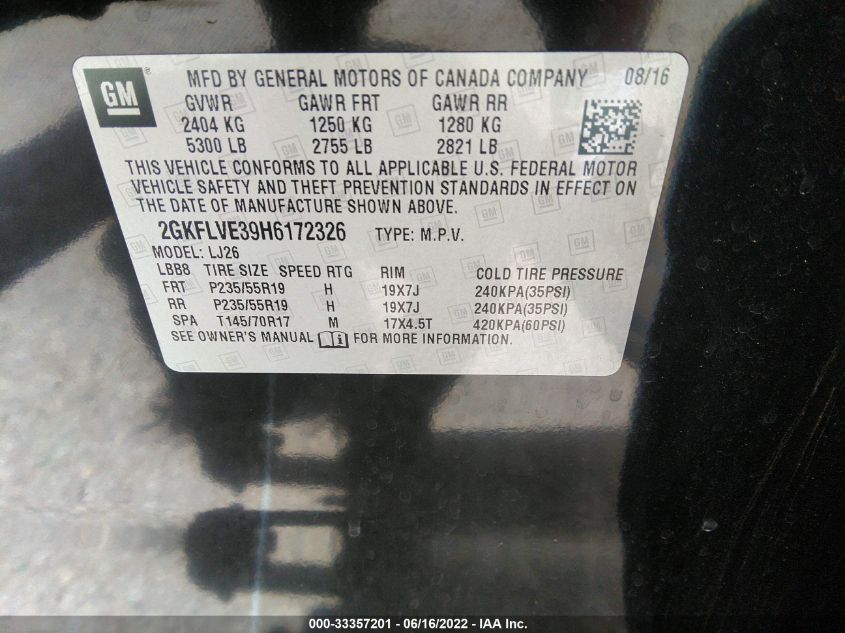 GM ® MFD BY GENERAL MOTORS OF CANADA COMPANY 08/16
GVWR GAWR FRT GAWR RR
2404 KG 1250 KG 1280 KG
5300 LB 2755 LB 2821 LB
THIS VEHICLE CONFORMS TO ALL APPLICABLE U.S. FEDERAL MOTOR
VEHICLE SAFETY AND THEFT PREVENTION STANDARDS IN EFFECT ON
THE DATE OF MANUFACTURE SHOWN ABOVE.
2GKFLVE39H6172326 TYPE: M.P.V.
MODEL: LJ26
LB88 TIRE SIZE SPEED RTG RIM COLD TIRE PRESSURE
FRT P235/55R19 H 19X7J 240KPA(35PSI)
RR P235/55R19 H 19X7J 240KPA(35PSI)
SPA T145/70R17 M 17X4.5T 420KPA(60PSI)
SEE OWNER'S MANUAL FOR MORE INFORMATION.
000-33357201 - 06/16/2022 - IAA Inc.